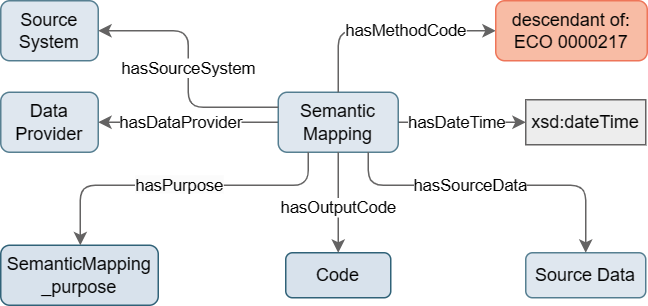 Source
System
hasMethodCode
descendant of:
ECO 0000217
hasSourceSystem
Data
Provider
hasDataProvider
Semantic
Mapping
hasDateTime
xsd:dateTime
hasPurpose
hasOutputCode
hasSourceData
SemanticMapping
_purpose
Code
Source Data